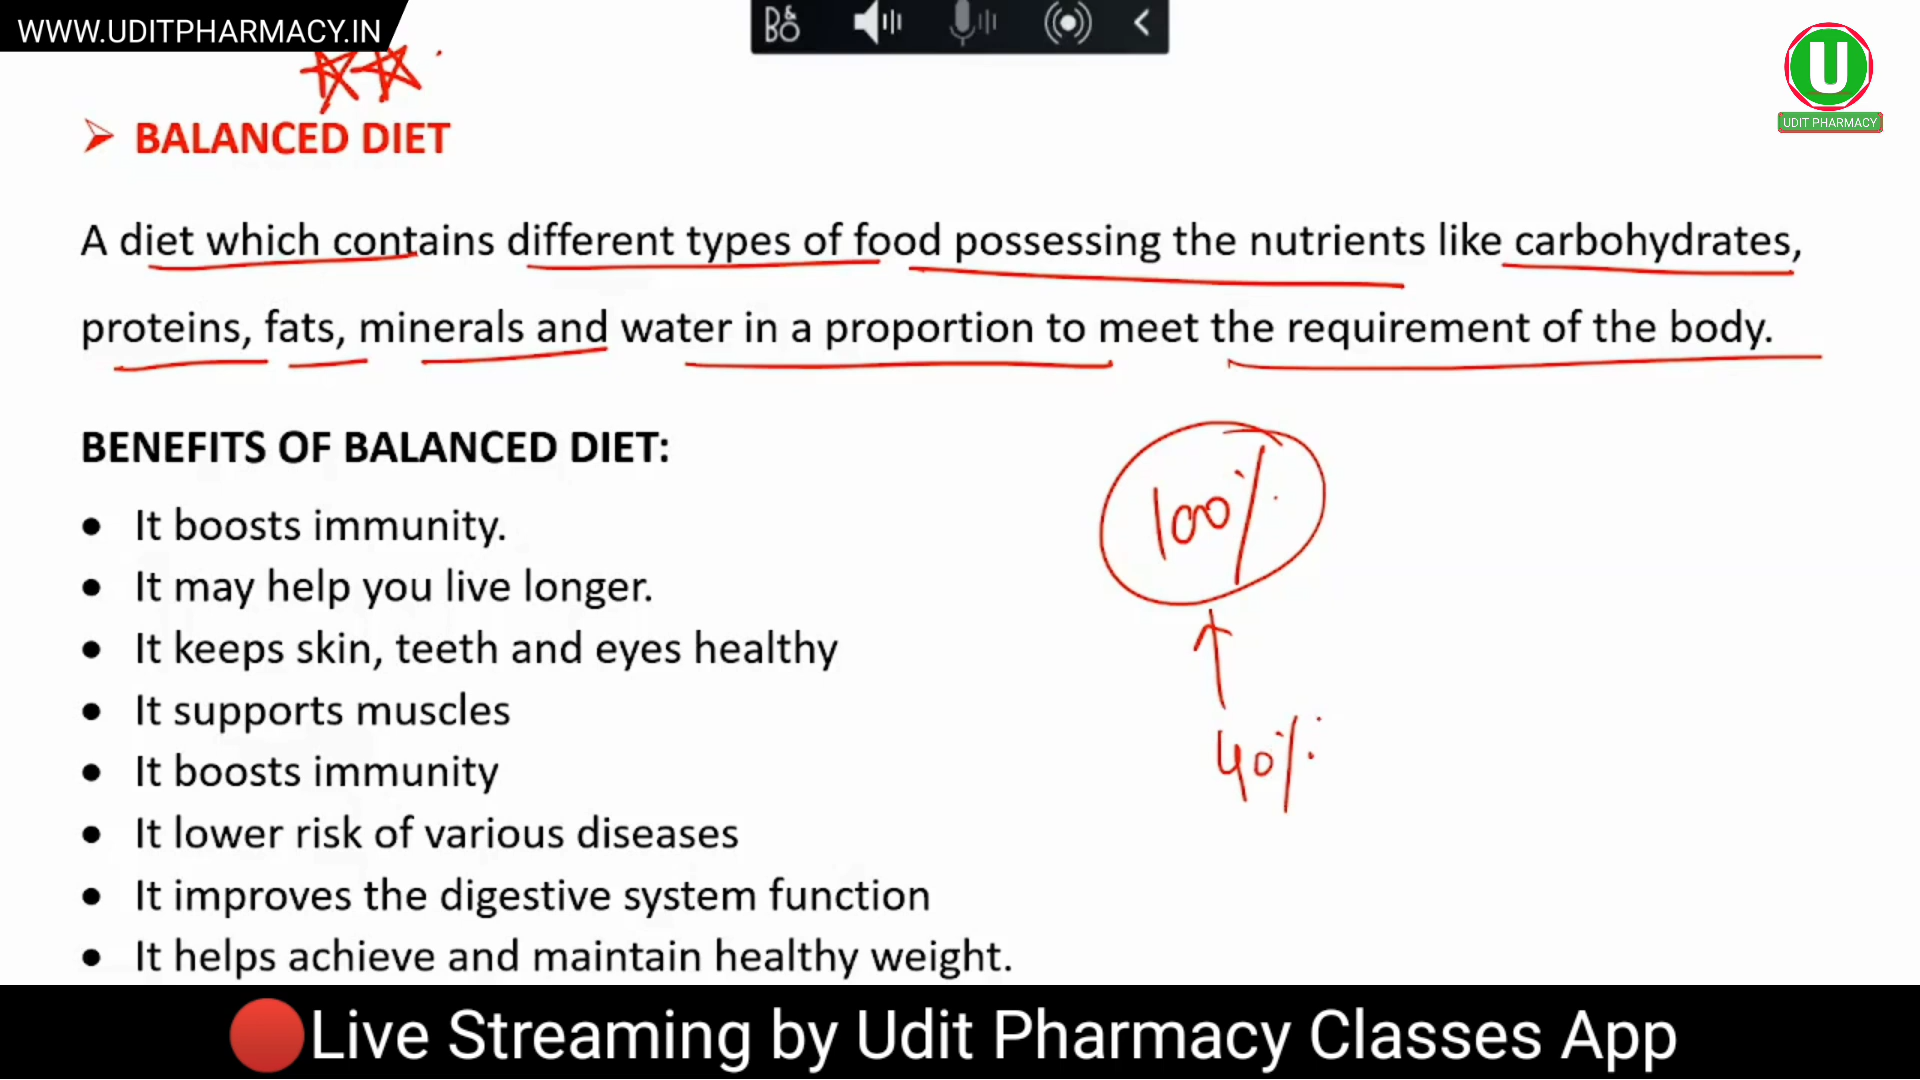 WWW.UDITPHARMACY.IN
B&O
U
UDIT PHARMACY
➢ BALANCED DIET
A diet which contains different types of food possessing the nutrients like carbohydrates,
proteins, fats, minerals and water in a proportion to meet the requirement of the body.
BENEFITS OF BALANCED DIET:
• It boosts immunity.
• It may help you live longer.
• It keeps skin, teeth and eyes healthy
• It supports muscles
• It boosts immunity
• It lower risk of various diseases
• It improves the digestive system function
• It helps achieve and maintain healthy weight.
100%
40%
Live Streaming by Udit Pharmacy Classes App